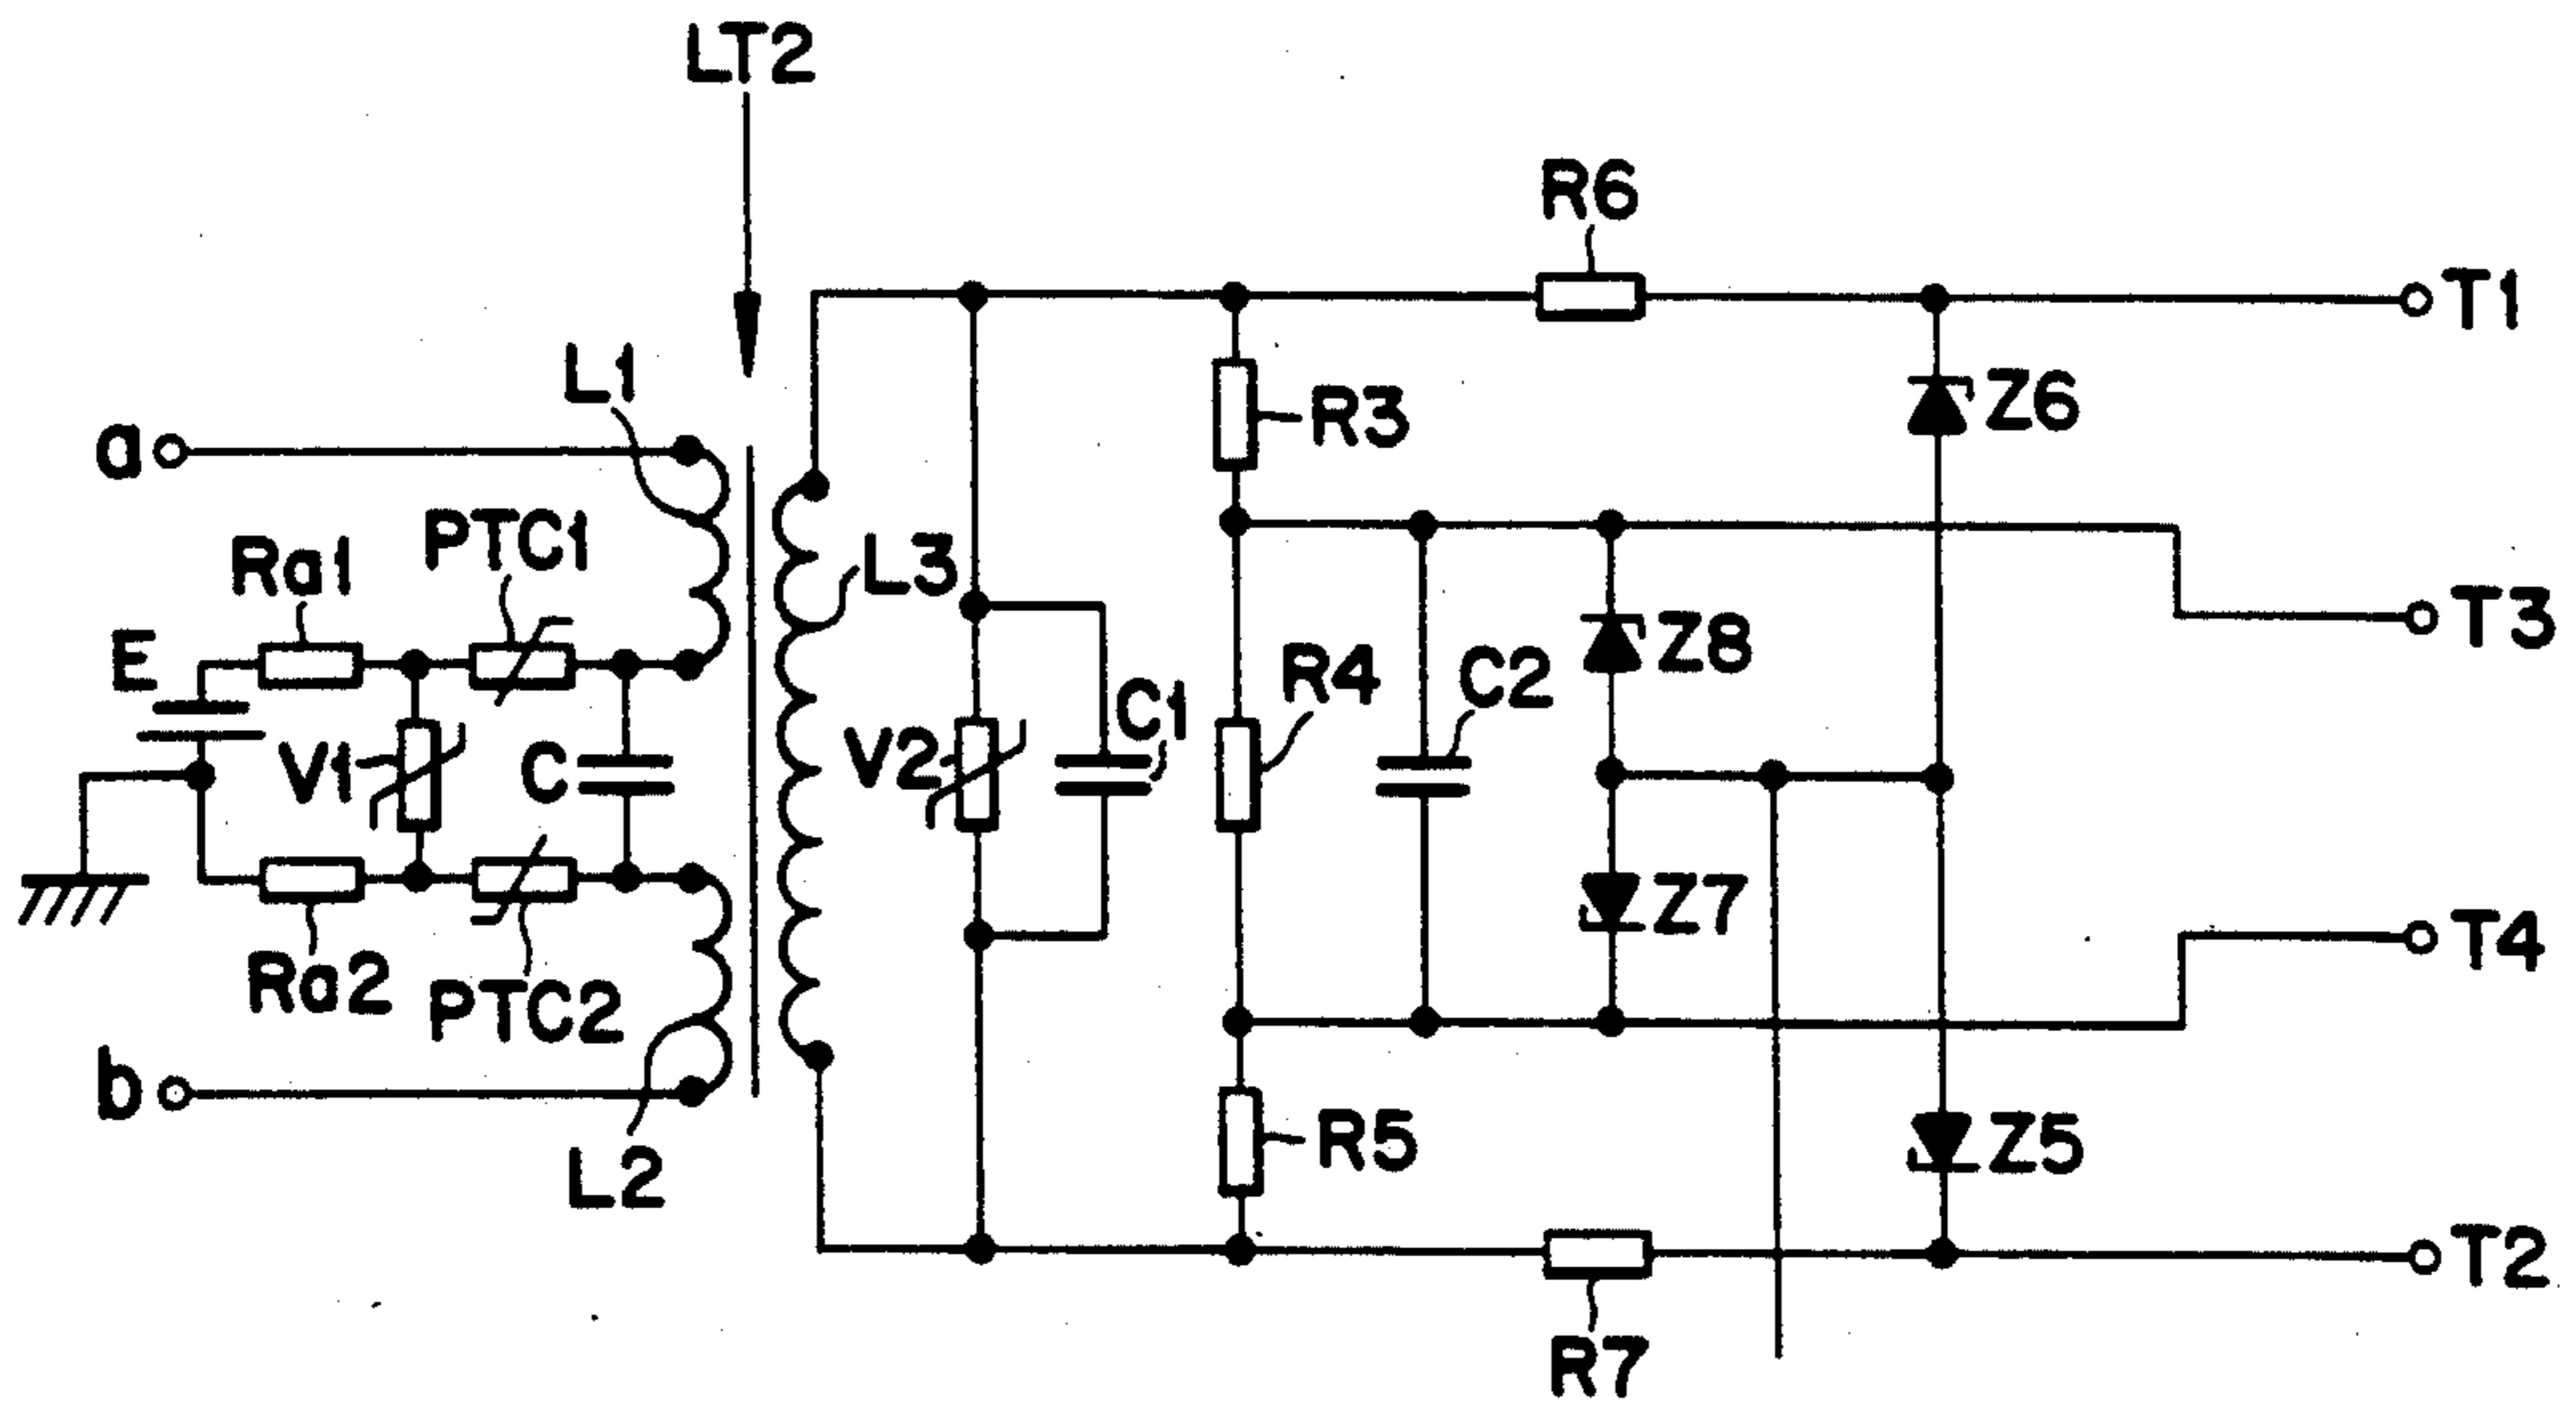 LT2
R6
T1
L1
R3
Z6
a
PTC1
Ra1
L3
T3
E
Z8
R4
C2
C1
V1
C
V2
Z7
T4
Ra2
PTC2
b
R5
Z5
L2
T2
R7